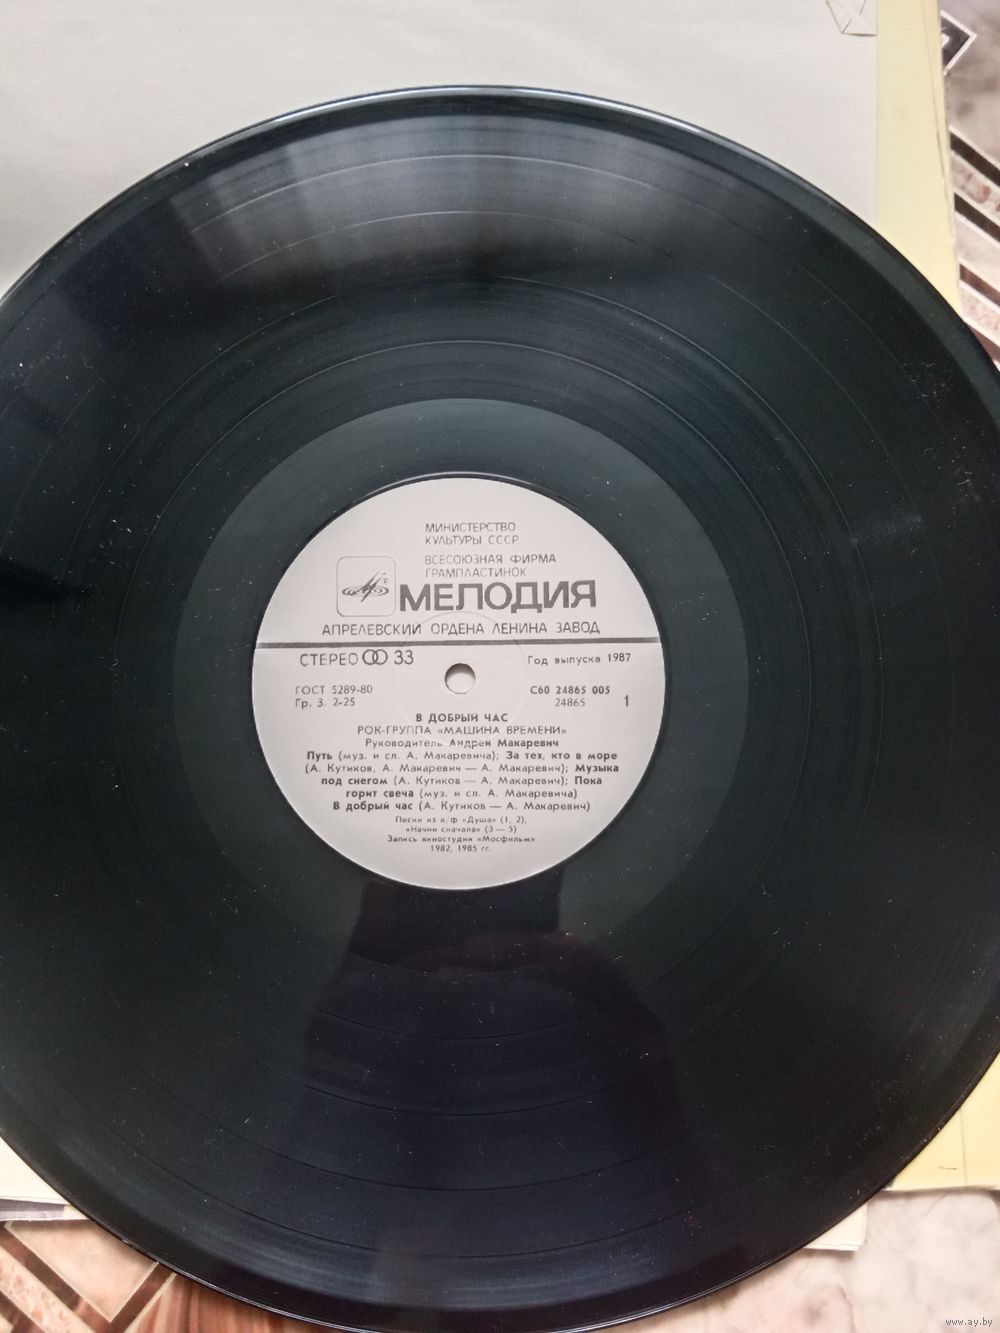 МИНИСТЕРСТВО
КУЛЬТУРЫ СССР
ВСЕСОЮЗНАЯ ФИРМА
ГРАМПЛАСТИНОК
МЕЛОДИЯ
АПРЕЛЕВСКИЙ ОРДЕНА ЛЕНИНА ЗАВОД
СТЕРЕО 33
Год выпуска 1987
ГОСТ 5289-80
Гр. 3. 2-25
С60 24865 005
24865 1
В ДОБРЫЙ ЧАС
РОК-ГРУППА «МАШИНА ВРЕМЕНИ»
Руководитель Андрей Макаревич
Путь (муз. и сл. А. Макаревича); За тех, кто в море
(А. Кутиков, А. Макаревич — А. Макаревич); Музыка
под снегом (А. Кутиков — А. Макаревич); Пока
горит свеча (муз. и сл. А. Макаревича)
В добрый час (А. Кутиков — А. Макаревич)
Песни из к/ф «Душа» (1, 2),
«Начни сначала» (3 — 5)
Запись киностудии «Мосфильм»
1982, 1985 гг.
www.ay.by